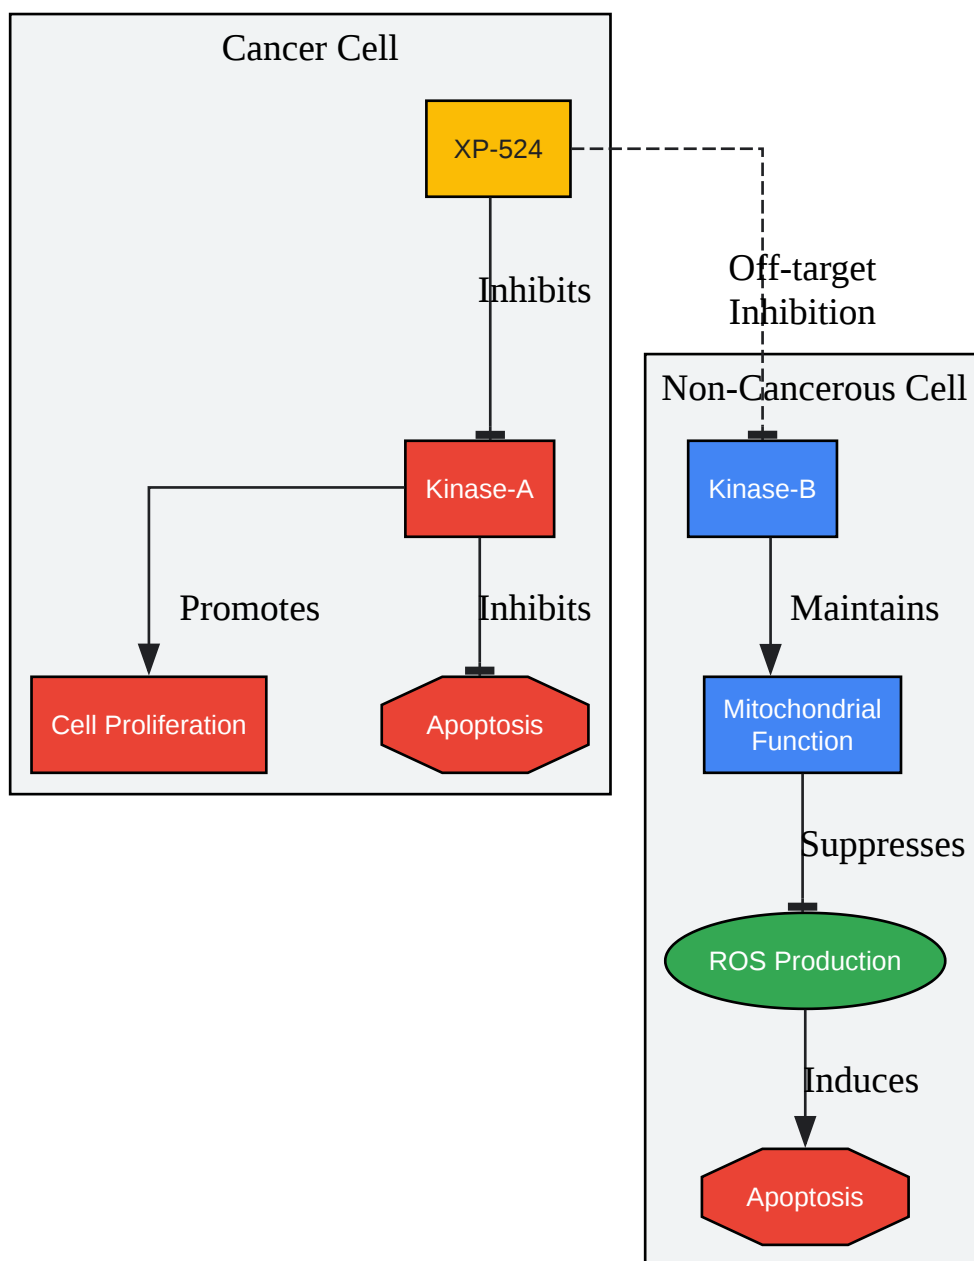 Cancer Cell
XP-524
Inhibits
Off-target
Inhibition
Non-Cancerous Cell
Kinase-A
Kinase-B
Promotes
Inhibits
Maintains
Cell Proliferation
Apoptosis
Mitochondrial
Function
Suppresses
ROS Production
Induces
Apoptosis